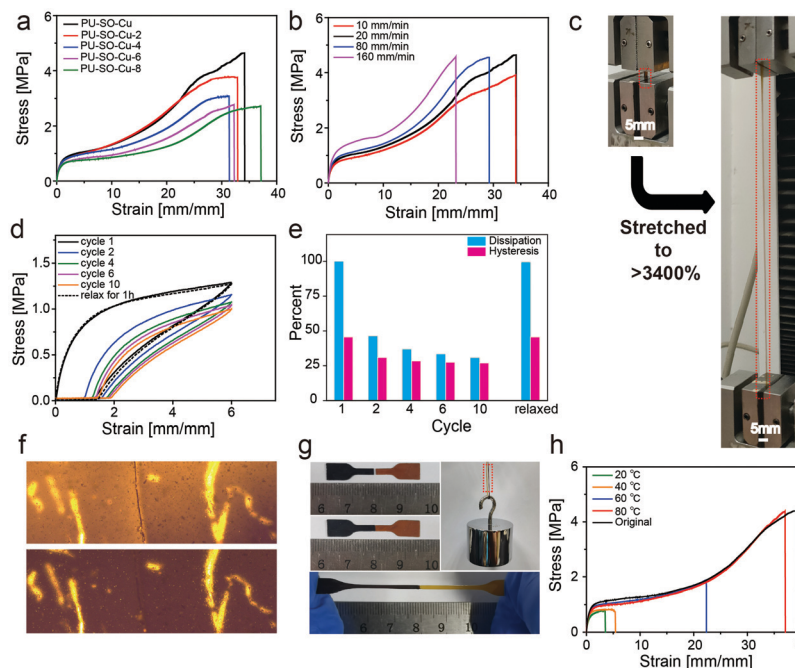 a
PU-SO-Cu
PU-SO-Cu-2
PU-SO-Cu-4
PU-SO-Cu-6
PU-SO-Cu-8
Stress [MPa]
6
4
2
0
0 10 20 30 40
Strain [mm/mm]
b
10 mm/min
20 mm/min
80 mm/min
160 mm/min
Stress [MPa]
6
4
2
0
0 10 20 30 40
Strain [mm/mm]
c
5mm
Stretched
to
>3400%
5mm
d
cycle 1
cycle 2
cycle 4
cycle 6
cycle 10
relax for 1h
Stress [MPa]
1.5
1.0
0.5
0.0
0 2 4 6
Strain [mm/mm]
e
Dissipation
Hysteresis
Percent
100
75
50
25
0
1 2 4 6 10 relaxed
Cycle
f
g
6 7 8 9 10
6 7 8 9 10
6 7 8 9 10
h
20 °C
40 °C
60 °C
80 °C
Original
Stress [MPa]
6
4
2
0
0 10 20 30
Strain [mm/mm]